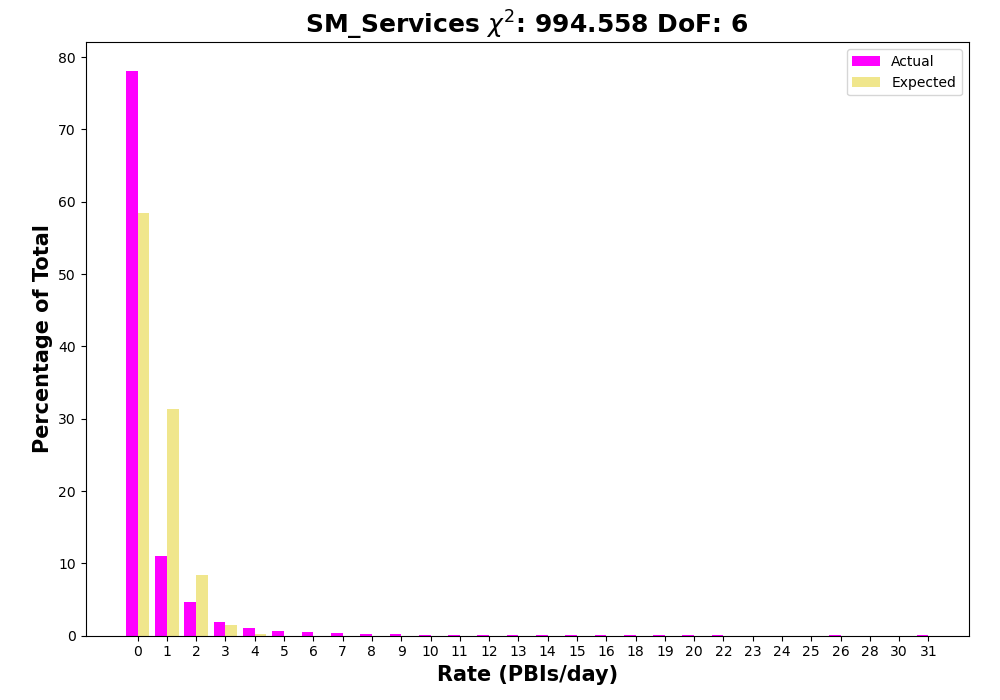 SM_Services χ²: 994.558 DoF: 6
Actual
Expected
Percentage of Total
80
70
60
50
40
30
20
10
0
0 1 2 3 4 5 6 7 8 9 10 11 12 13 14 15 16 18 19 20 22 23 24 25 26 28 30 31
Rate (PBIs/day)